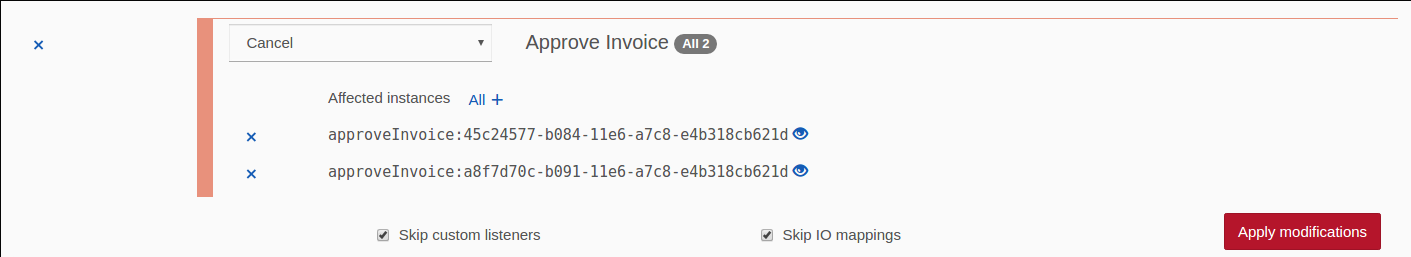 Cancel Approve Invoice All 2
Affected instances All +
approveInvoice:45c24577-b084-11e6-a7c8-e4b318cb621d
approveInvoice:a8f7d70c-b091-11e6-a7c8-e4b318cb621d
Skip custom listeners Skip IO mappings Apply modifications